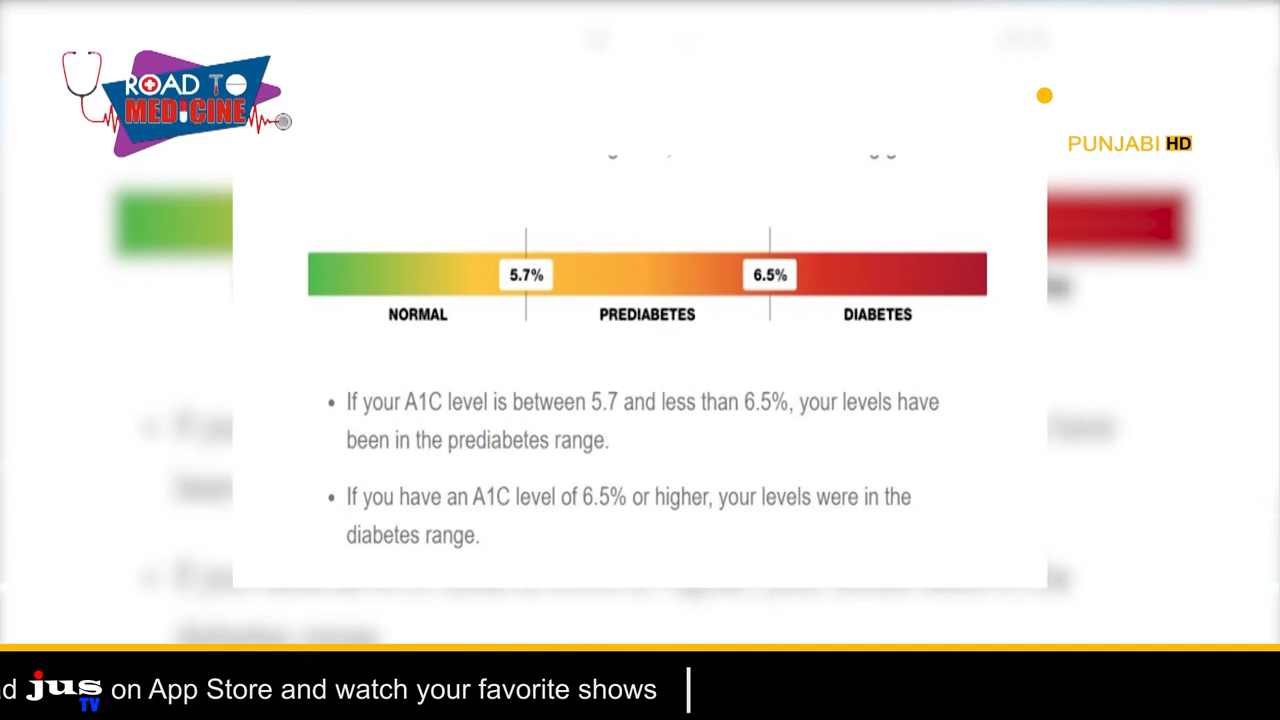 ROAD TO
MEDICINE
PUNJABI HD
5.7%
6.5%
NORMAL
PREDIABETES
DIABETES
• If your A1C level is between 5.7 and less than 6.5%, your levels have
been in the prediabetes range.
• If you have an A1C level of 6.5% or higher, your levels were in the
diabetes range.
jus TV on App Store and watch your favorite shows